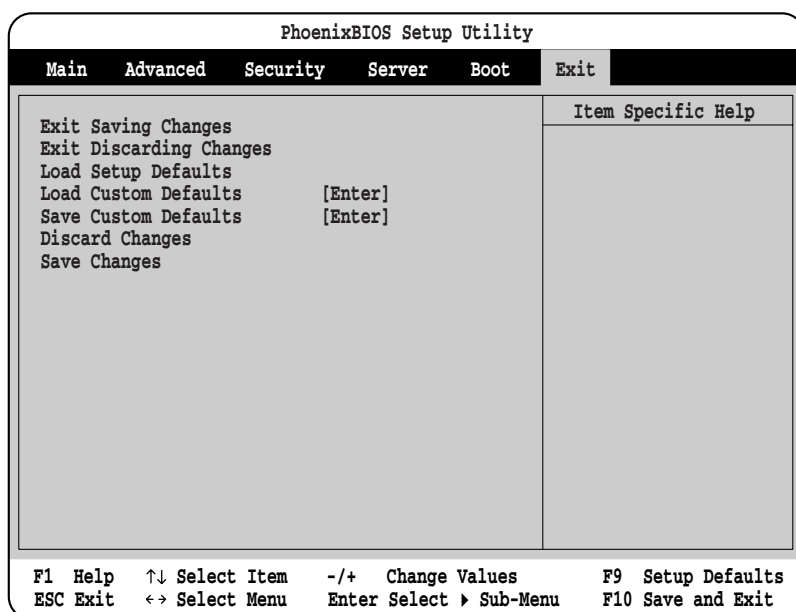 PhoenixBIOS Setup Utility
Main Advanced Security Server Boot Exit
Item Specific Help
Exit Saving Changes
Exit Discarding Changes
Load Setup Defaults
Load Custom Defaults [Enter]
Save Custom Defaults [Enter]
Discard Changes
Save Changes
F1 Help ↑↓ Select Item -/+ Change Values F9 Setup Defaults
ESC Exit ←→ Select Menu Enter Select ▶ Sub-Menu F10 Save and Exit